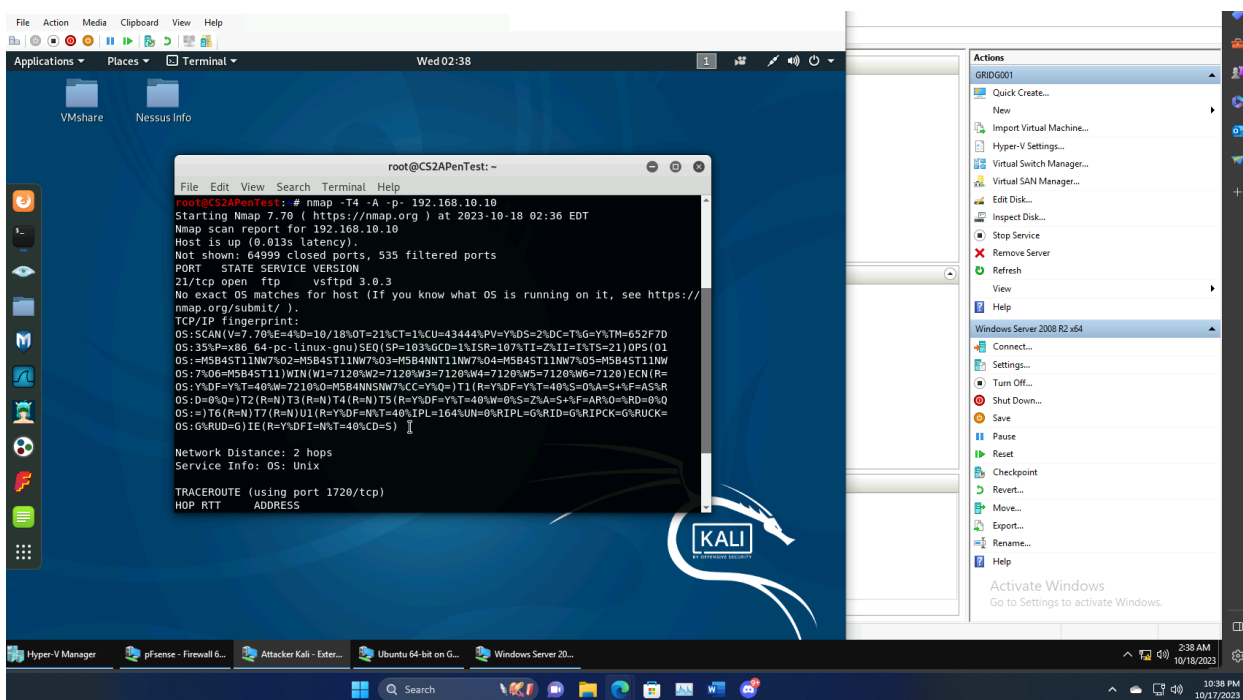 File Action Media Clipboard View Help
Applications Places Terminal Wed 02:38 1
VMshare Nessus Info
root@CS2APenTest: ~
File Edit View Search Terminal Help
root@CS2APenTest:~# nmap -T4 -A -p- 192.168.10.10
Starting Nmap 7.70 ( https://nmap.org ) at 2023-10-18 02:36 EDT
Nmap scan report for 192.168.10.10
Host is up (0.013s latency).
Not shown: 64999 closed ports, 535 filtered ports
PORT STATE SERVICE VERSION
21/tcp open ftp vsftpd 3.0.3
No exact OS matches for host (If you know what OS is running on it, see https://
nmap.org/submit/ ).
TCP/IP fingerprint:
OS:SCAN(V=7.70%E=4%D=10/18%OT=21%CT=1%CU=43444%PV=Y%DS=2%DC=T%G=Y%TM=652F7D
OS:35%P=x86_64-pc-linux-gnu)SEQ(SP=103%GCD=1%ISR=107%TI=Z%II=I%TS=21)OPS(O1
OS:=M5B4ST11NW7%O2=M5B4ST11NW7%O3=M5B4NNT11NW7%O4=M5B4ST11NW7%O5=M5B4ST11NW
OS:7%O6=M5B4ST11)WIN(W1=7120%W2=7120%W3=7120%W4=7120%W5=7120%W6=7120)ECN(R=
OS:Y%DF=Y%T=40%W=7210%O=M5B4NNSNW7%CC=Y%Q=)T1(R=Y%DF=Y%T=40%S=O%A=S+%F=AS%R
OS:D=0%Q=)T2(R=N)T3(R=N)T4(R=N)T5(R=Y%DF=Y%T=40%W=0%S=Z%A=S+%F=AR%O=%RD=0%Q
OS:=)T6(R=N)T7(R=N)U1(R=Y%DF=N%T=40%IPL=164%UN=0%RIPL=G%RID=G%RIPCK=G%RUCK=
OS:G%RUD=G)IE(R=Y%DFI=N%T=40%CD=S)
Network Distance: 2 hops
Service Info: OS: Unix
TRACEROUTE (using port 1720/tcp)
HOP RTT ADDRESS
KALI
BY OFFENSIVE SECURITY
Actions
GRIDG001
Quick Create...
New
Import Virtual Machine...
Hyper-V Settings...
Virtual Switch Manager...
Virtual SAN Manager...
Edit Disk...
Inspect Disk...
Stop Service
Remove Server
Refresh
View
Help
Windows Server 2008 R2 x64
Connect...
Settings...
Turn Off...
Shut Down...
Save
Pause
Reset
Checkpoint
Revert...
Move...
Export...
Rename...
Help
Activate Windows
Go to Settings to activate Windows.
Hyper-V Manager pfSense - Firewall 6... Attacker Kali - Exter... Ubuntu 64-bit on G... Windows Server 20...
2:38 AM
10/18/2023
Search
10:38 PM
10/17/2023